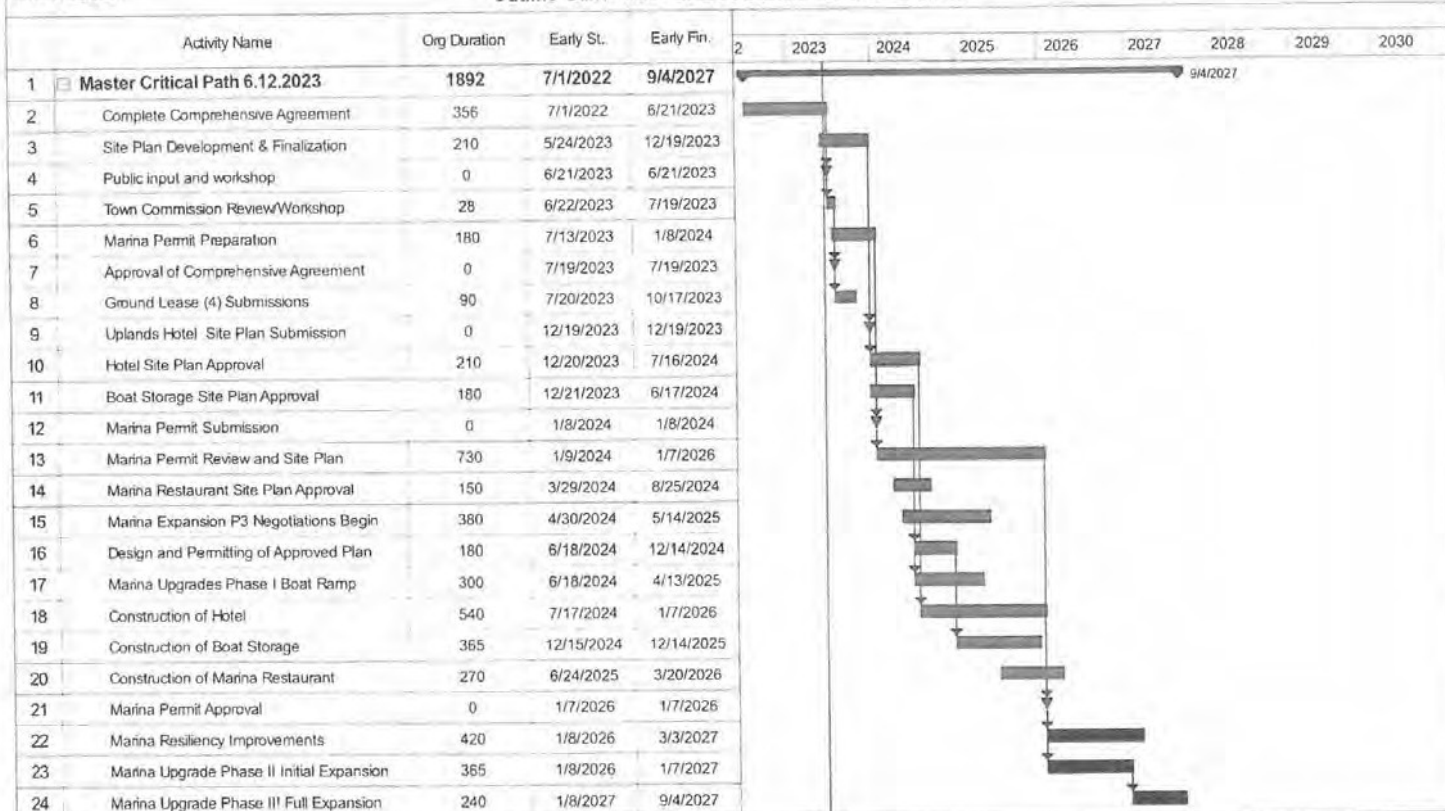 Activity Name Org Duration Early St. Early Fin. 2 2023 2024 2025 2026 2027 2028 2029 2030
1 Master Critical Path 6.12.2023 1892 7/1/2022 9/4/2027 9/4/2027
2 Complete Comprehensive Agreement 356 7/1/2022 6/21/2023
3 Site Plan Development & Finalization 210 5/24/2023 12/19/2023
4 Public input and workshop 0 6/21/2023 6/21/2023
5 Town Commission Review/Workshop 28 6/22/2023 7/19/2023
6 Marina Permit Preparation 180 7/13/2023 1/8/2024
7 Approval of Comprehensive Agreement 0 7/19/2023 7/19/2023
8 Ground Lease (4) Submissions 90 7/20/2023 10/17/2023
9 Uplands Hotel Site Plan Submission 0 12/19/2023 12/19/2023
10 Hotel Site Plan Approval 210 12/20/2023 7/16/2024
11 Boat Storage Site Plan Approval 180 12/21/2023 6/17/2024
12 Marina Permit Submission 0 1/8/2024 1/8/2024
13 Marina Permit Review and Site Plan 730 1/9/2024 1/7/2026
14 Marina Restaurant Site Plan Approval 150 3/29/2024 8/25/2024
15 Marina Expansion P3 Negotiations Begin 380 4/30/2024 5/14/2025
16 Design and Permitting of Approved Plan 180 6/18/2024 12/14/2024
17 Marina Upgrades Phase I Boat Ramp 300 6/18/2024 4/13/2025
18 Construction of Hotel 540 7/17/2024 1/7/2026
19 Construction of Boat Storage 365 12/15/2024 12/14/2025
20 Construction of Marina Restaurant 270 6/24/2025 3/20/2026
21 Marina Permit Approval 0 1/7/2026 1/7/2026
22 Marina Resiliency Improvements 420 1/8/2026 3/3/2027
23 Marina Upgrade Phase II Initial Expansion 365 1/8/2026 1/7/2027
24 Marina Upgrade Phase III Full Expansion 240 1/8/2027 9/4/2027